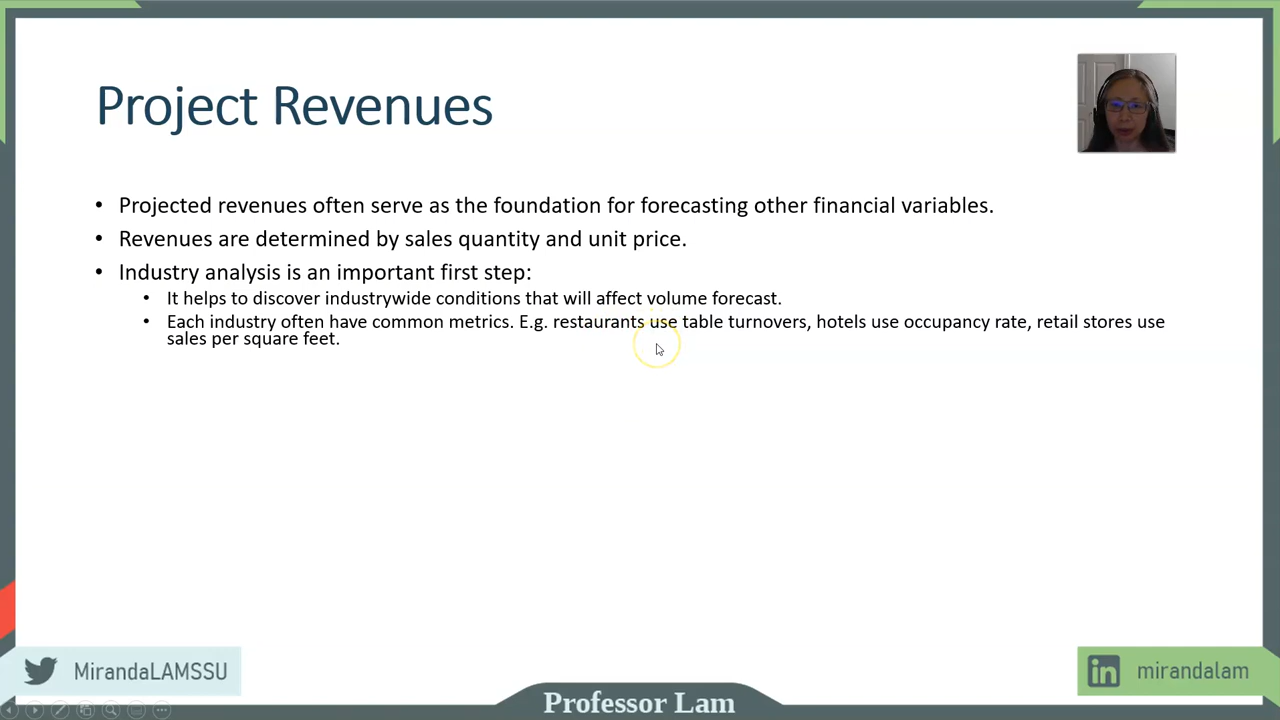 Project Revenues
• Projected revenues often serve as the foundation for forecasting other financial variables.
• Revenues are determined by sales quantity and unit price.
• Industry analysis is an important first step:
• It helps to discover industrywide conditions that will affect volume forecast.
• Each industry often have common metrics. E.g. restaurants use table turnovers, hotels use occupancy rate, retail stores use
sales per square feet.
MirandaLAMSSU
in mirandalam
Professor Lam